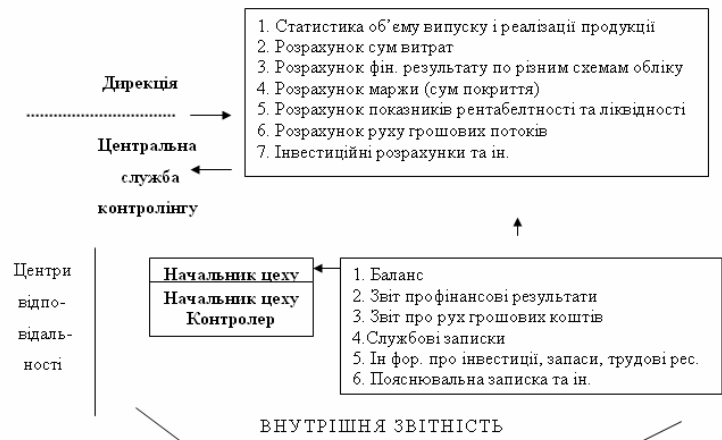 1. Статистика об’єму випуску і реалізації продукції
2. Розрахунок сум витрат
3. Розрахунок фін. результату по різним схемам обліку
4. Розрахунок маржи (сум покриття)
5. Розрахунок показників рентабелтності та ліквідності
6. Розрахунок руху грошових потоків
7. Інвестиційні розрахунки та ін.
Дирекція
Центральна
служба
контролінгу
Центри
відпо-
відаль-
ності
Начальник цеху
Начальник цеху
Контролер
1. Баланс
2. Звіт профінансові результати
3. Звіт про рух грошових коштів
4.Службові записки
5. Ін фор. про інвестиції, запаси, трудові рес.
6. Пояснювальна записка та ін.
ВНУТРІШНЯ ЗВІТНІСТЬ